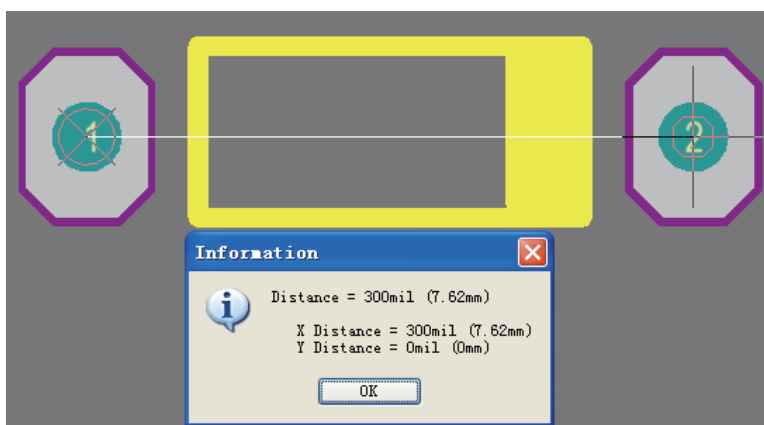 1
2
Information
Distance = 300mil (7.62mm)
X Distance = 300mil (7.62mm)
Y Distance = 0mil (0mm)
OK